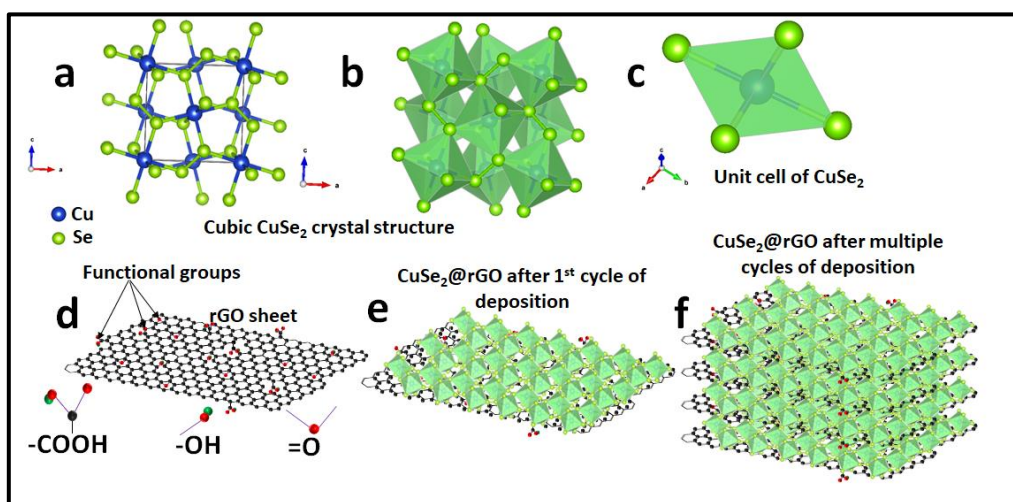 a
b
c
c
a
c
a
c
a
b
Unit cell of CuSe₂
Cu
Se
Cubic CuSe₂ crystal structure
Functional groups
d
rGO sheet
-COOH
-OH
=O
CuSe₂@rGO after 1ˢᵗ cycle of
deposition
e
CuSe₂@rGO after multiple
cycles of deposition
f